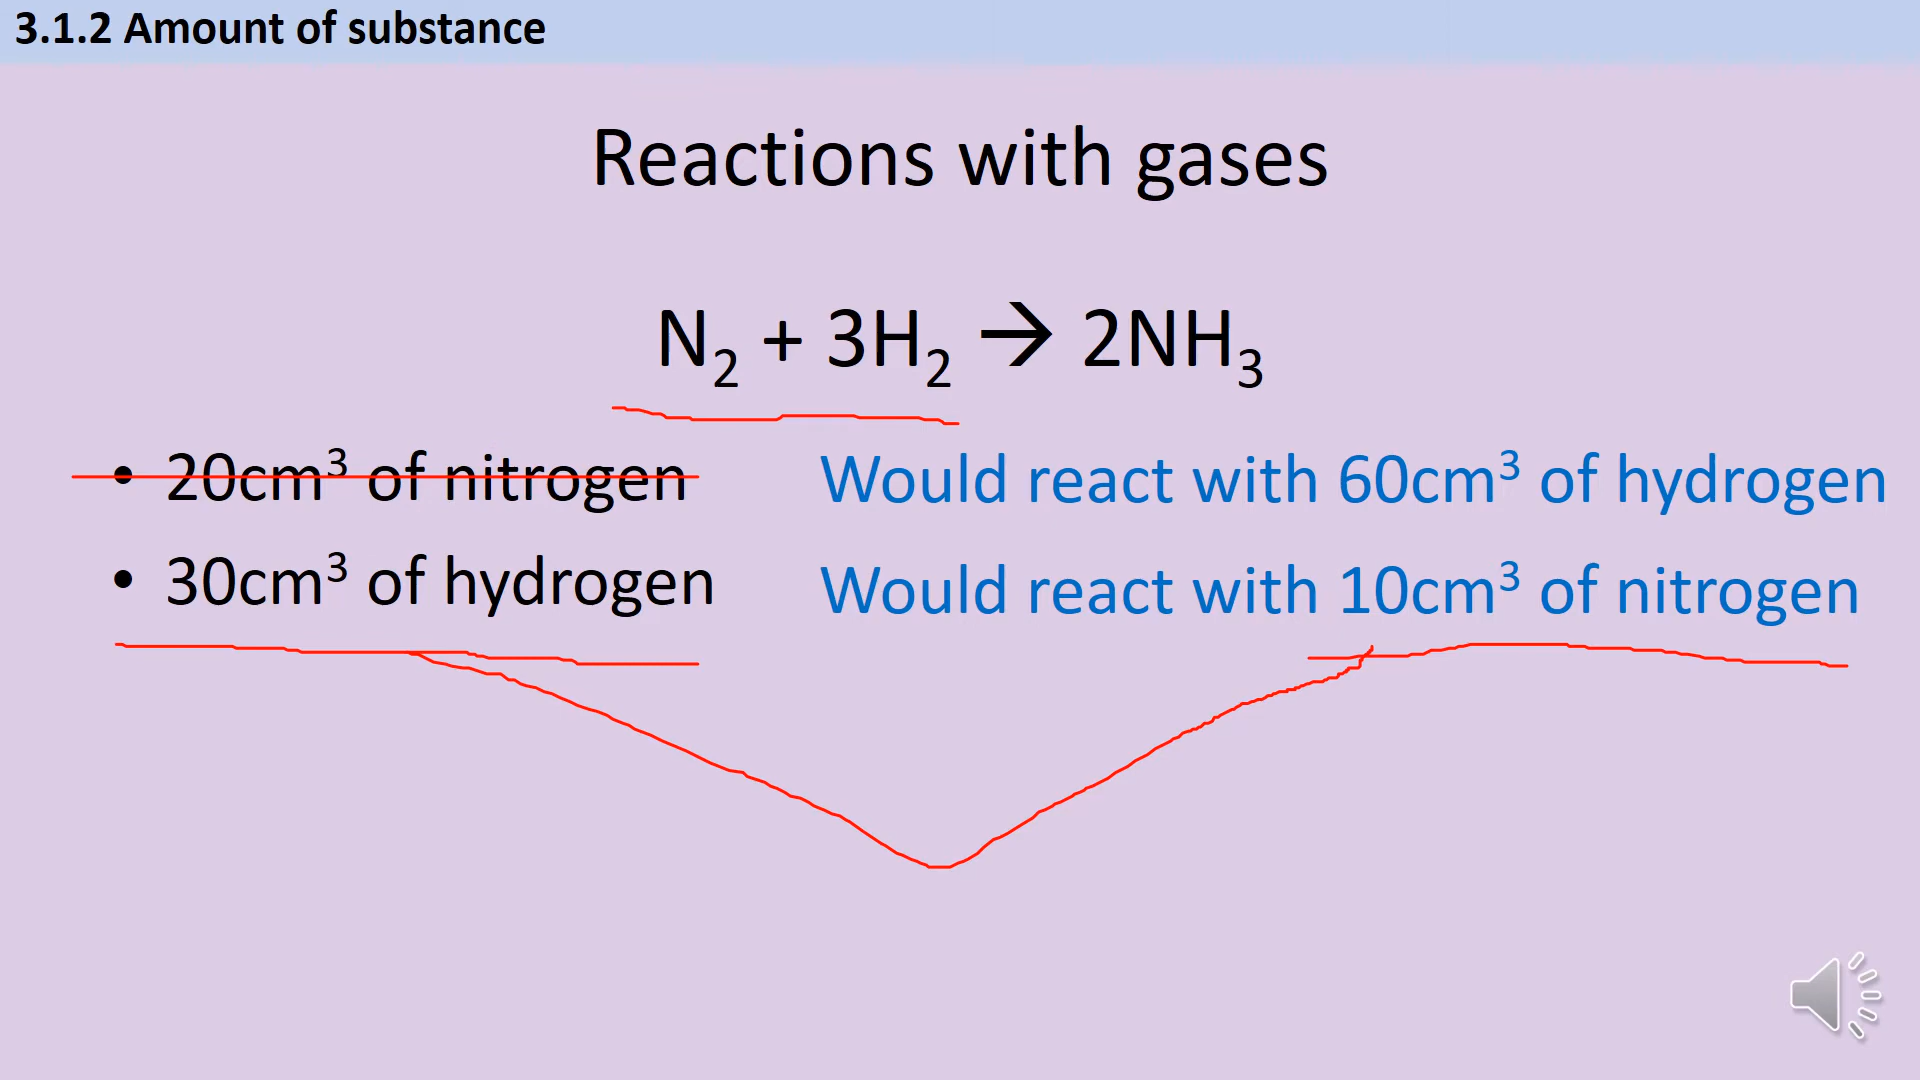 3.1.2 Amount of substance
Reactions with gases
N₂ + 3H₂ → 2NH₃
• 20cm³ of nitrogen
Would react with 60cm³ of hydrogen
• 30cm³ of hydrogen
Would react with 10cm³ of nitrogen